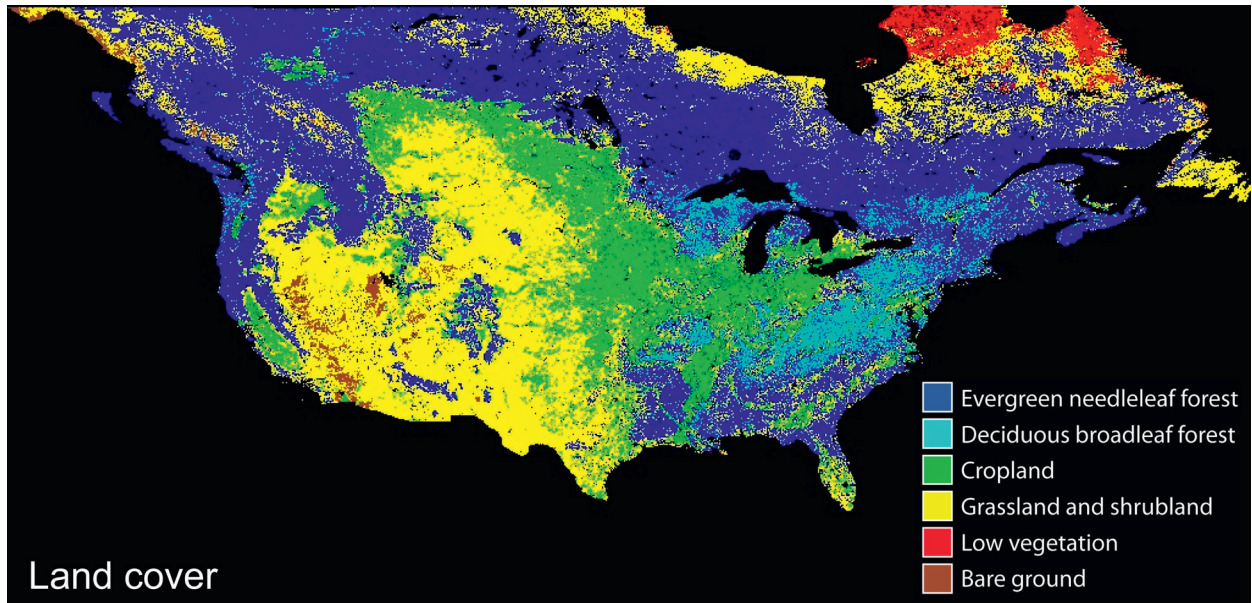 Evergreen needleleaf forest
Deciduous broadleaf forest
Cropland
Grassland and shrubland
Low vegetation
Bare ground
Land cover